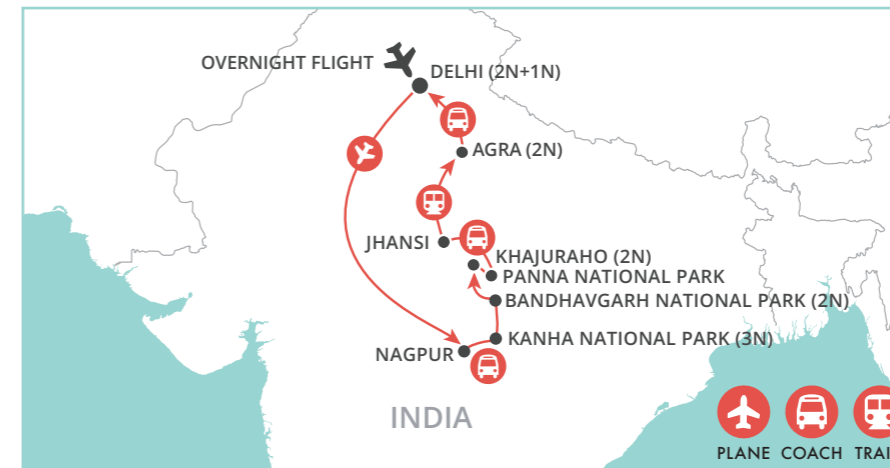 OVERNIGHT FLIGHT
DELHI (2N+1N)
AGRA (2N)
JHANSI
KHAJURAHO (2N)
PANNA NATIONAL PARK
BANDHAVGARH NATIONAL PARK (2N)
KANHA NATIONAL PARK (3N)
NAGPUR
INDIA
PLANE COACH TRAI